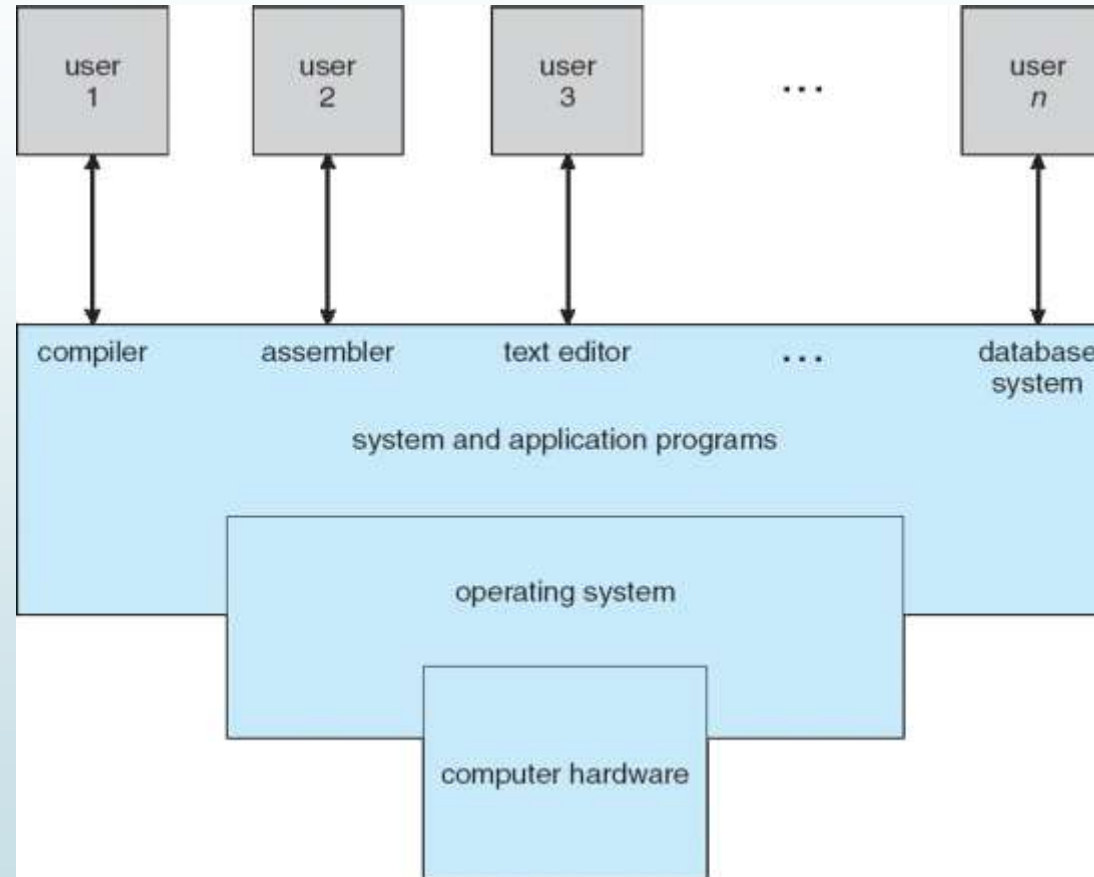 user
1
user
2
user
3
...
user
n
compiler
assembler
text editor
...
database
system
system and application programs
operating system
computer hardware